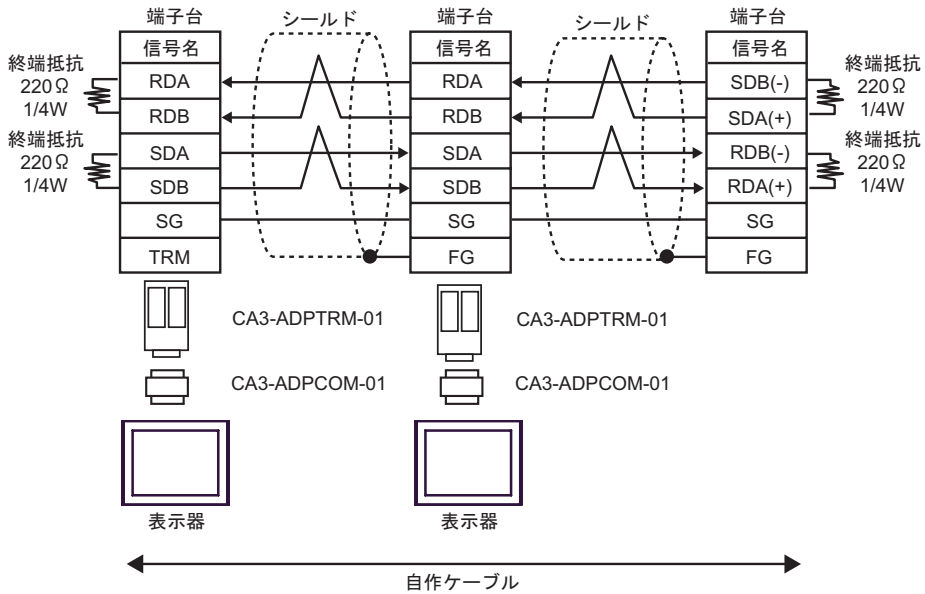 端子台
シールド
端子台
シールド
端子台
信号名
信号名
信号名
終端抵抗
220Ω
1/4W
RDA
RDA
SDB(-)
終端抵抗
220Ω
1/4W
RDB
RDB
SDA(+)
終端抵抗
220Ω
1/4W
SDA
SDA
RDB(-)
終端抵抗
220Ω
1/4W
SDB
SDB
RDA(+)
SG
SG
SG
TRM
FG
FG
CA3-ADPTRM-01
CA3-ADPTRM-01
CA3-ADPCOM-01
CA3-ADPCOM-01
表示器
表示器
自作ケーブル